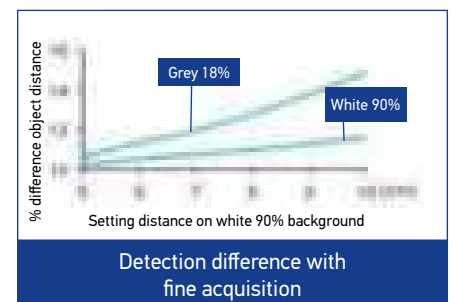 Grey 18%
White 90%
% difference object distance
Setting distance on white 90% background
Detection difference with
fine acquisition